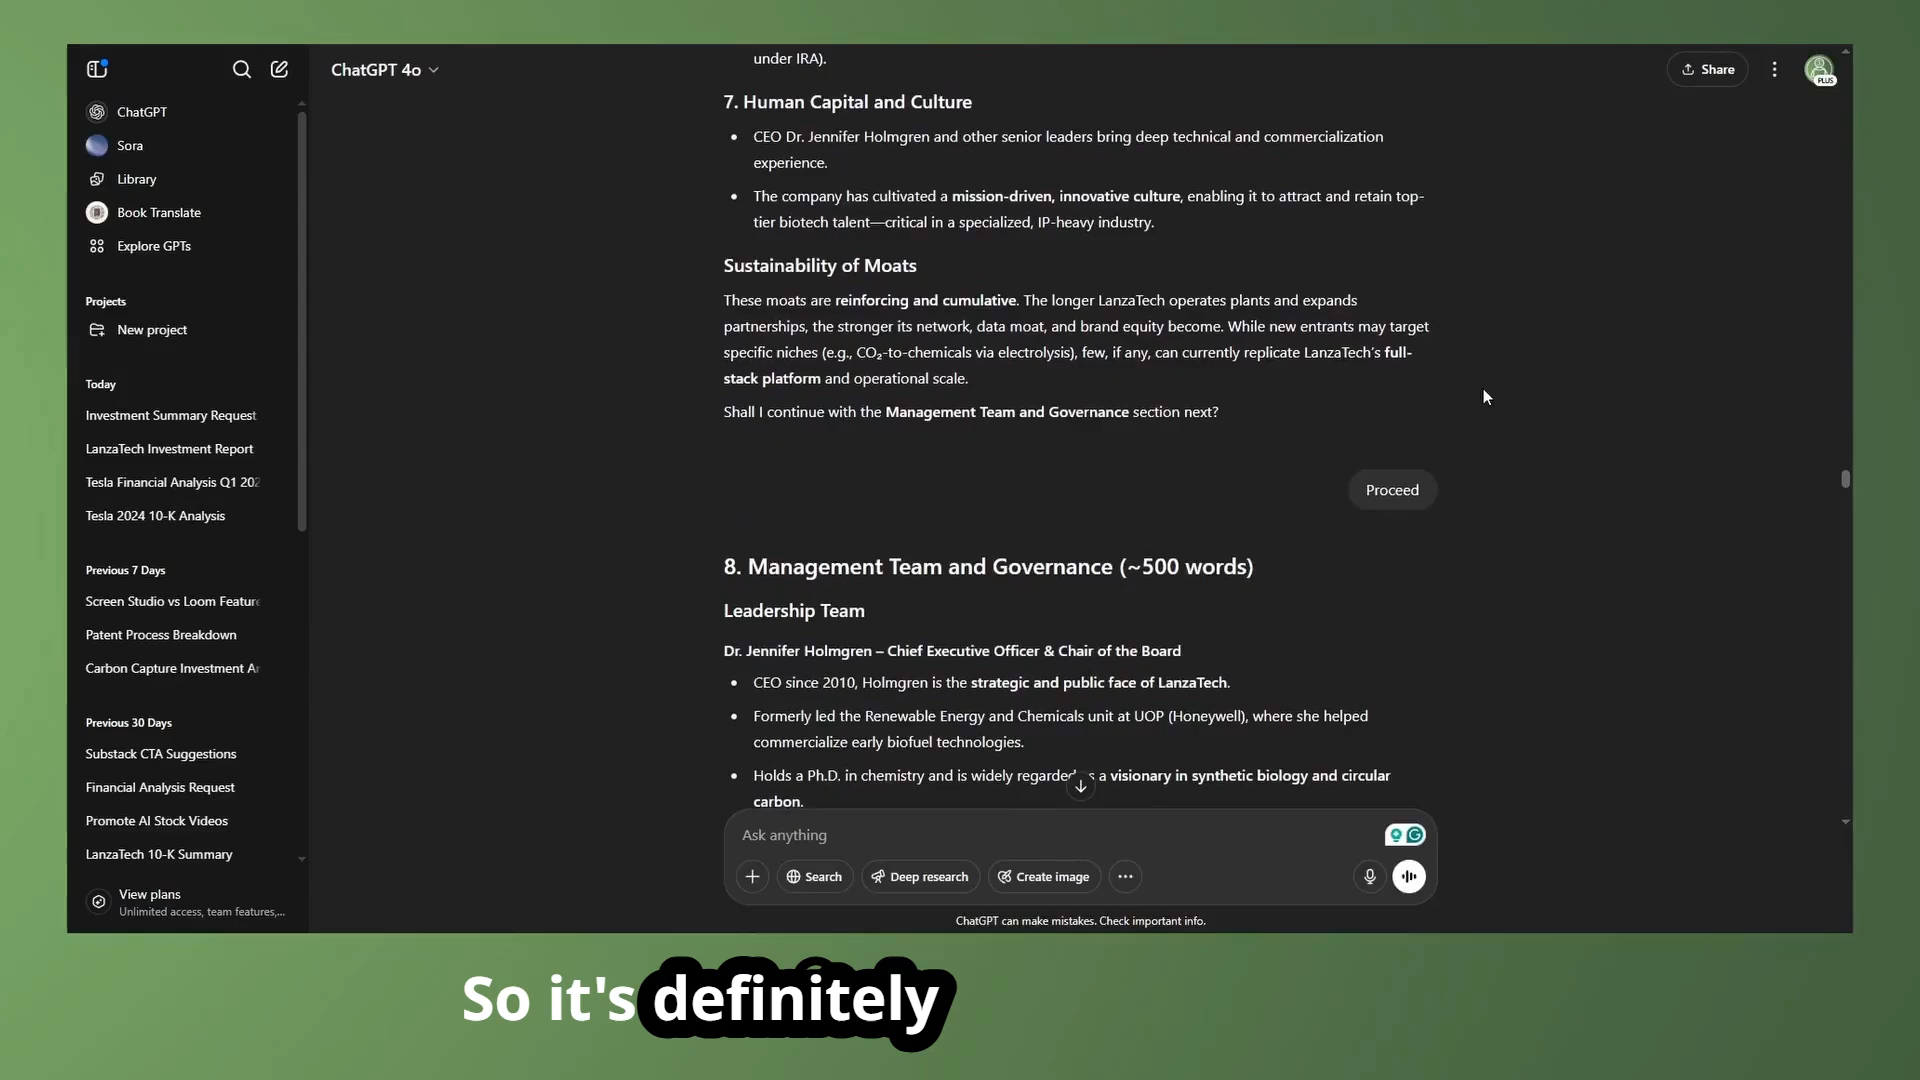 ChatGPT
Sora
Library
Book Translate
Explore GPTs
Projects
New project
Today
Investment Summary Request
LanzaTech Investment Report
Tesla Financial Analysis Q1 202
Tesla 2024 10-K Analysis
Previous 7 Days
Screen Studio vs Loom Feature
Patent Process Breakdown
Carbon Capture Investment An
Previous 30 Days
Substack CTA Suggestions
Financial Analysis Request
Promote AI Stock Videos
LanzaTech 10-K Summary
View plans
Unlimited access, team features,...
ChatGPT 4o
Share
PLUS
under IRA).
7. Human Capital and Culture
• CEO Dr. Jennifer Holmgren and other senior leaders bring deep technical and commercialization
experience.
• The company has cultivated a mission-driven, innovative culture, enabling it to attract and retain top-
tier biotech talent—critical in a specialized, IP-heavy industry.
Sustainability of Moats
These moats are reinforcing and cumulative. The longer LanzaTech operates plants and expands
partnerships, the stronger its network, data moat, and brand equity become. While new entrants may target
specific niches (e.g., CO₂-to-chemicals via electrolysis), few, if any, can currently replicate LanzaTech's full-
stack platform and operational scale.
Shall I continue with the Management Team and Governance section next?
Proceed
8. Management Team and Governance (~500 words)
Leadership Team
Dr. Jennifer Holmgren – Chief Executive Officer & Chair of the Board
• CEO since 2010, Holmgren is the strategic and public face of LanzaTech.
• Formerly led the Renewable Energy and Chemicals unit at UOP (Honeywell), where she helped
commercialize early biofuel technologies.
• Holds a Ph.D. in chemistry and is widely regarded as a visionary in synthetic biology and circular
carbon.
Ask anything
Search
Deep research
Create image
ChatGPT can make mistakes. Check important info.
So it's definitely